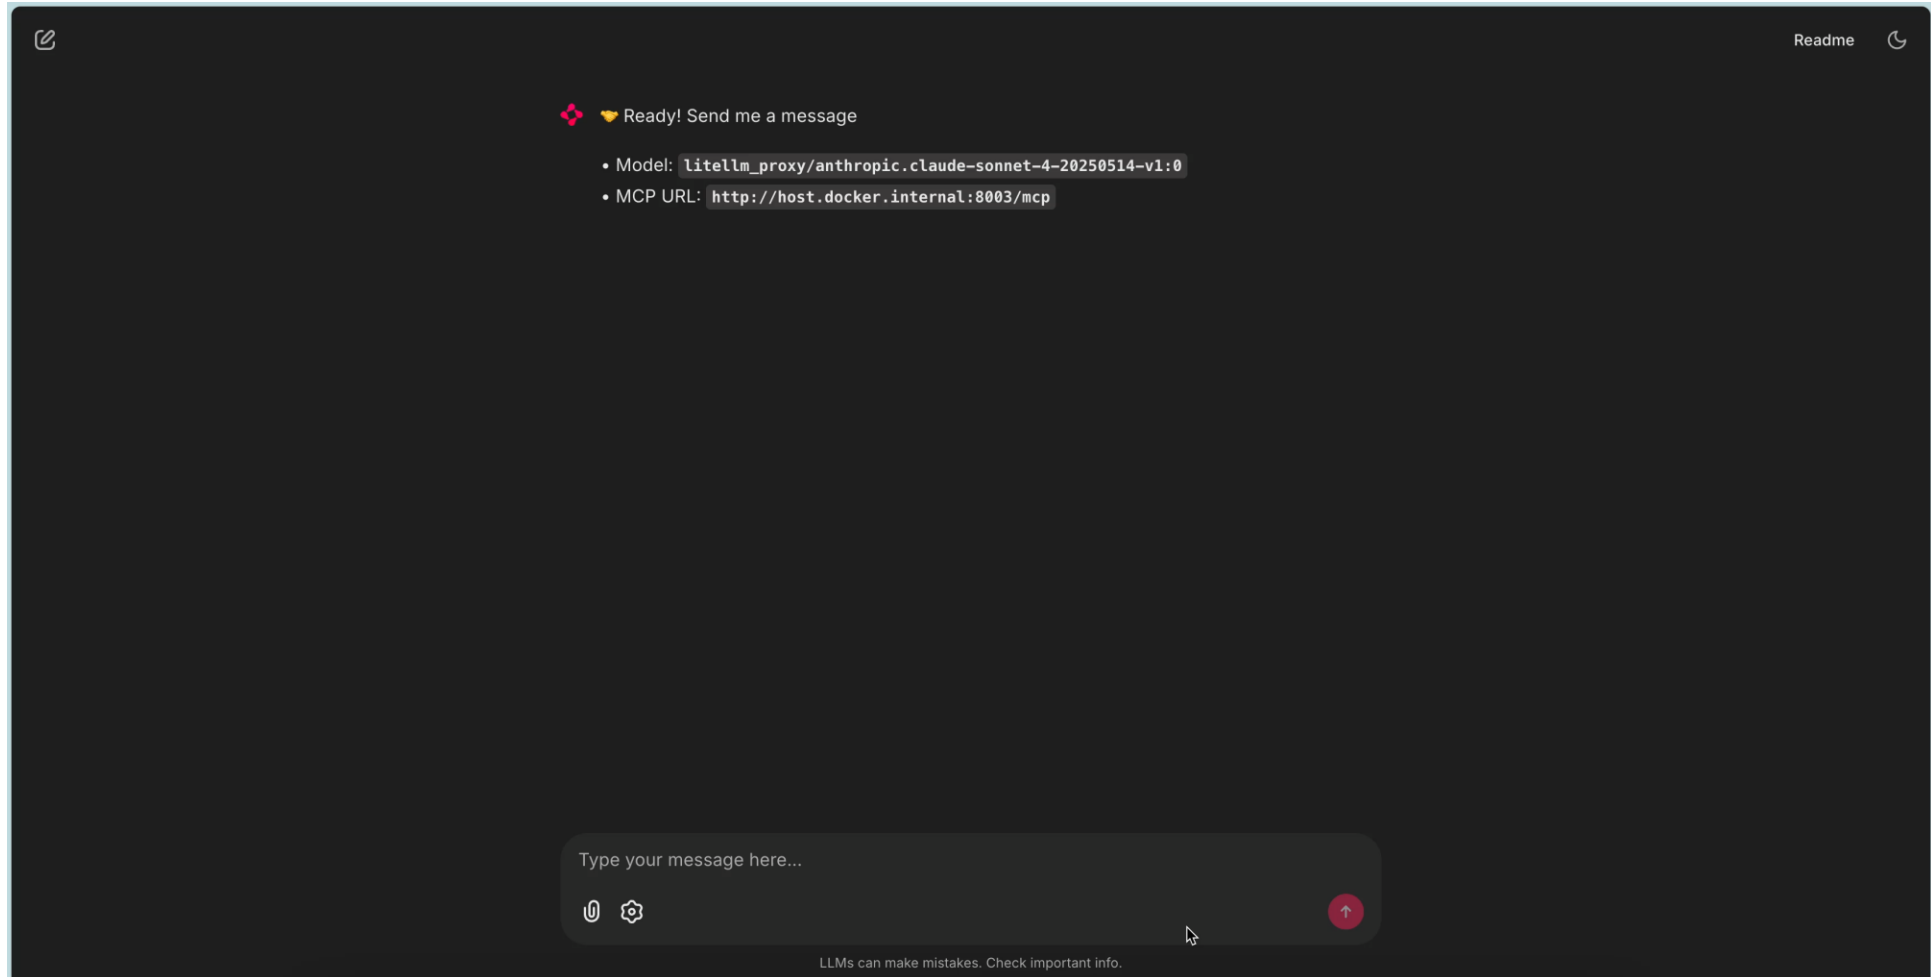 Readme
🤝 Ready! Send me a message
• Model: litellm_proxy/anthropic.claude-sonnet-4-20250514-v1:0
• MCP URL: http://host.docker.internal:8003/mcp
Type your message here...
LLMs can make mistakes. Check important info.